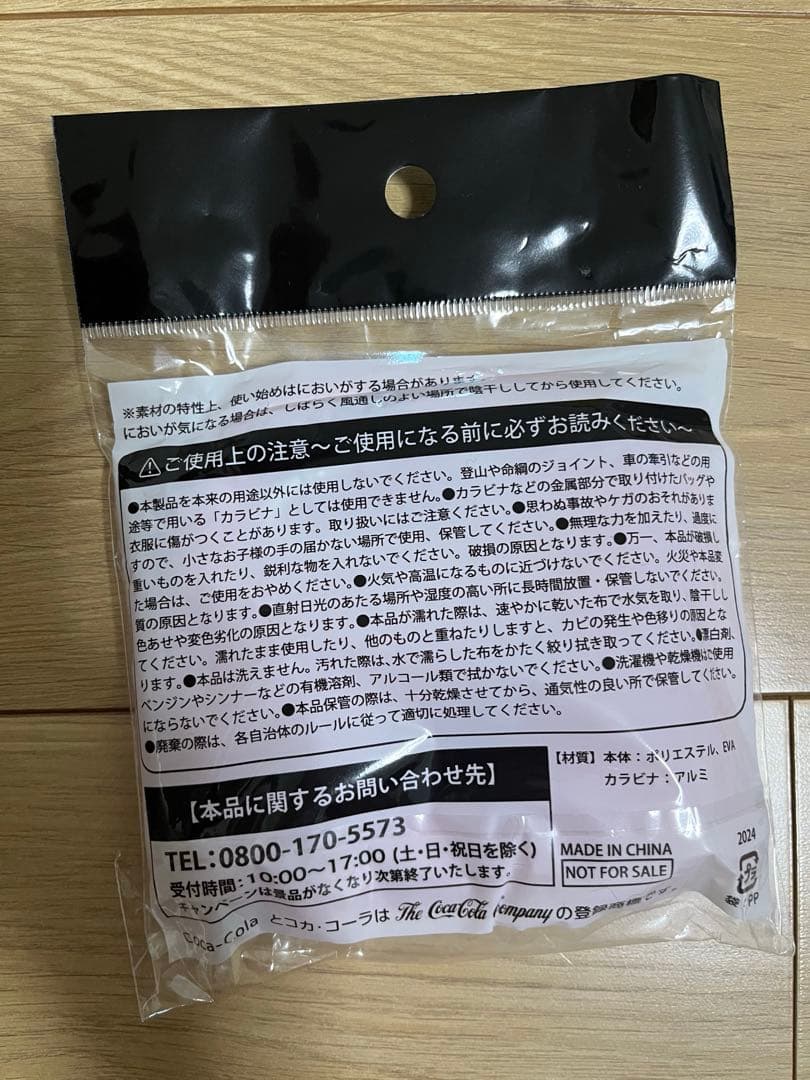 ※素材の特性上、使い始めはにおいがする場合があります。
においが気になる場合は、しばらく風通しのよい場所で陰干ししてから使用してください。
ご使用上の注意～ご使用になる前に必ずお読みください～
●本製品を本来の用途以外には使用しないでください。登山や命綱のジョイント、車の牽引などの用
途等で用いる「カラビナ」としては使用できません。●カラビナなどの金属部分で取り付けたバッグや
衣服に傷がつくことがあります。取り扱いにはご注意ください。●思わぬ事故やケガのおそれがありま
すので、小さなお子様の手の届かない場所で使用、保管してください。●無理な力を加えたり、過度に
重いものを入れたり、鋭利な物を入れないでください。破損の原因となります。●万一、本品が破損し
た場合は、ご使用をおやめください。●火気や高温になるものに近づけないでください。火災や本品変
質の原因となります。●直射日光のあたる場所や湿度の高い所に長時間放置・保管しないでください。
色あせや変色劣化の原因となります。●本品が濡れた際は、速やかに乾いた布で水気を取り、陰干しし
てください。濡れたまま使用したり、他のものと重ねたりしますと、カビの発生や色移りの原因とな
ります。●本品は洗えません。汚れた際は、水で濡らした布をかたく絞り拭き取ってください。●漂白剤、
ベンジンやシンナーなどの有機溶剤、アルコール類で拭かないでください。●洗濯機や乾燥機はご使用
にならないでください。●本品保管の際は、十分乾燥させてから、通気性の良い所で保管してください。
●廃棄の際は、各自治体のルールに従って適切に処理してください。
【本品に関するお問い合わせ先】
TEL：0800-170-5573
受付時間：10:00～17:00 (土・日・祝日を除く)
キャンペーンは景品がなくなり次第終了いたします。
【材質】本体：ポリエステル、EVA
カラビナ：アルミ
MADE IN CHINA
NOT FOR SALE
2024
プラ
袋：PP
Coca-Cola とコカ・コーラは The Coca-Cola Company の登録商標です。